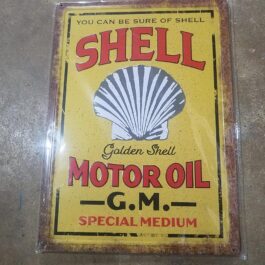 YOU CAN BE SURE OF SHELL
SHELL
Golden Shell
MOTOR OIL
—G.M.—
SPECIAL MEDIUM